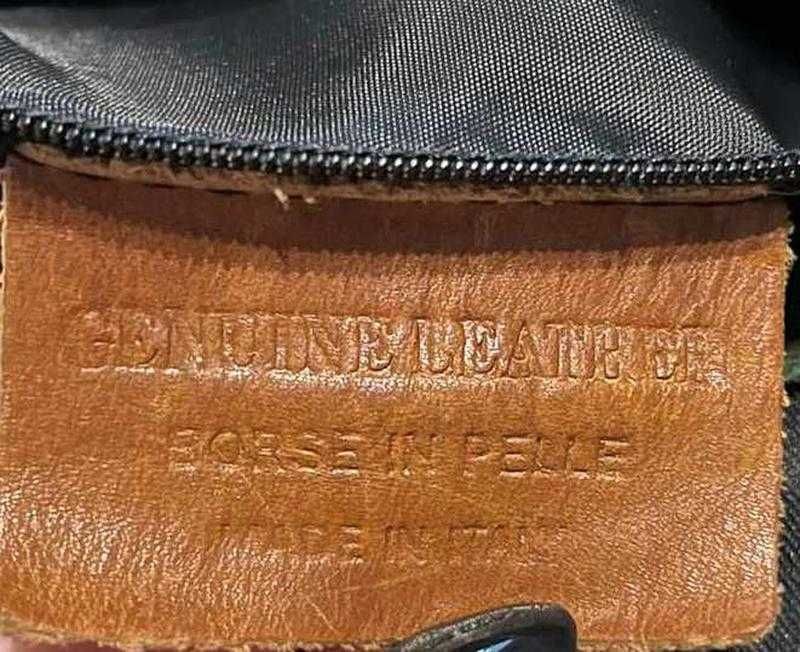 GENUINE LEATHER
BORSE IN PELLE
MADE IN ITALY